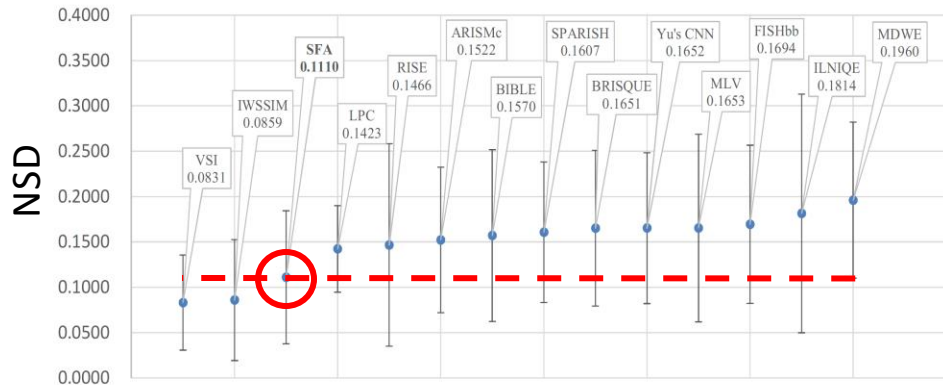 0.4000
0.3500
0.3000
0.2500
0.2000
0.1500
0.1000
0.0500
0.0000
NSD
VSI
0.0831
IWSSIM
0.0859
SFA
0.1110
LPC
0.1423
RISE
0.1466
ARISMc
0.1522
BIBLE
0.1570
SPARISH
0.1607
BRISQUE
0.1651
Yu's CNN
0.1652
MLV
0.1653
FISHbb
0.1694
ILNIQE
0.1814
MDWE
0.1960